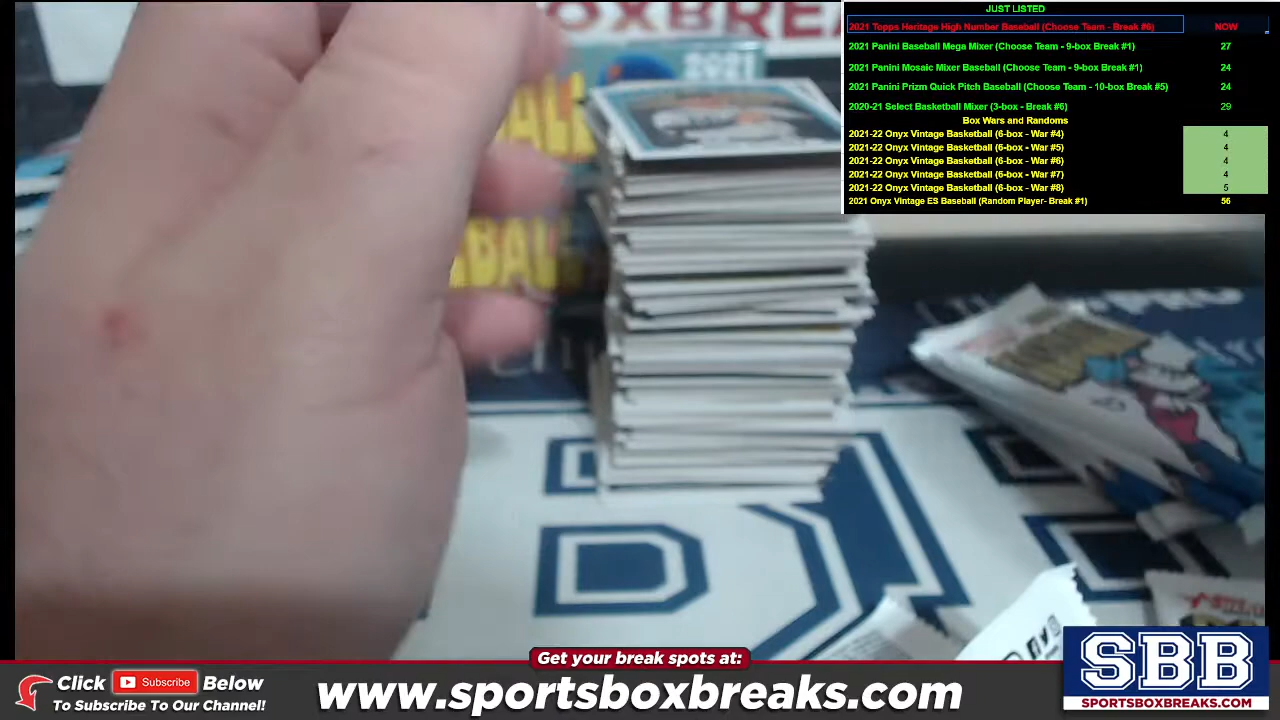 BOXBREA
2021
JUST LISTED
2021 Topps Heritage High Number Baseball (Choose Team - Break #6) NOW
2021 Panini Baseball Mega Mixer (Choose Team - 9-box Break #1) 27
2021 Panini Mosaic Mixer Baseball (Choose Team - 9-box Break #1) 24
2021 Panini Prizm Quick Pitch Baseball (Choose Team - 10-box Break #5) 24
2020-21 Select Basketball Mixer (3-box - Break #6) 29
Box Wars and Randoms
2021-22 Onyx Vintage Basketball (6-box - War #4) 4
2021-22 Onyx Vintage Basketball (6-box - War #5) 4
2021-22 Onyx Vintage Basketball (6-box - War #6) 4
2021-22 Onyx Vintage Basketball (6-box - War #7) 4
2021-22 Onyx Vintage Basketball (6-box - War #8) 5
2021 Onyx Vintage ES Baseball (Random Player- Break #1) 56
Get your break spots at:
Click Subscribe Below
To Subscribe To Our Channel!
www.sportsboxbreaks.com
SBB
SPORTSBOXBREAKS.COM